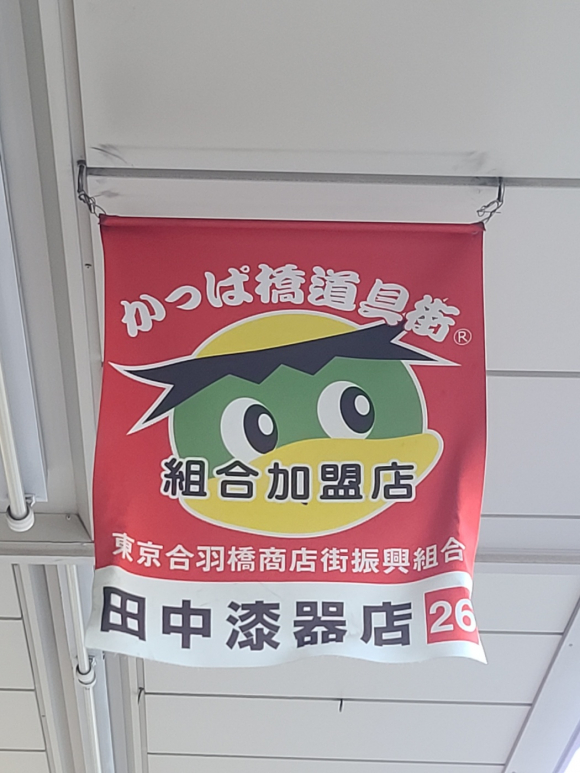 かっぱ橋道具街®
組合加盟店
東京合羽橋商店街振興組合
田中漆器店 26